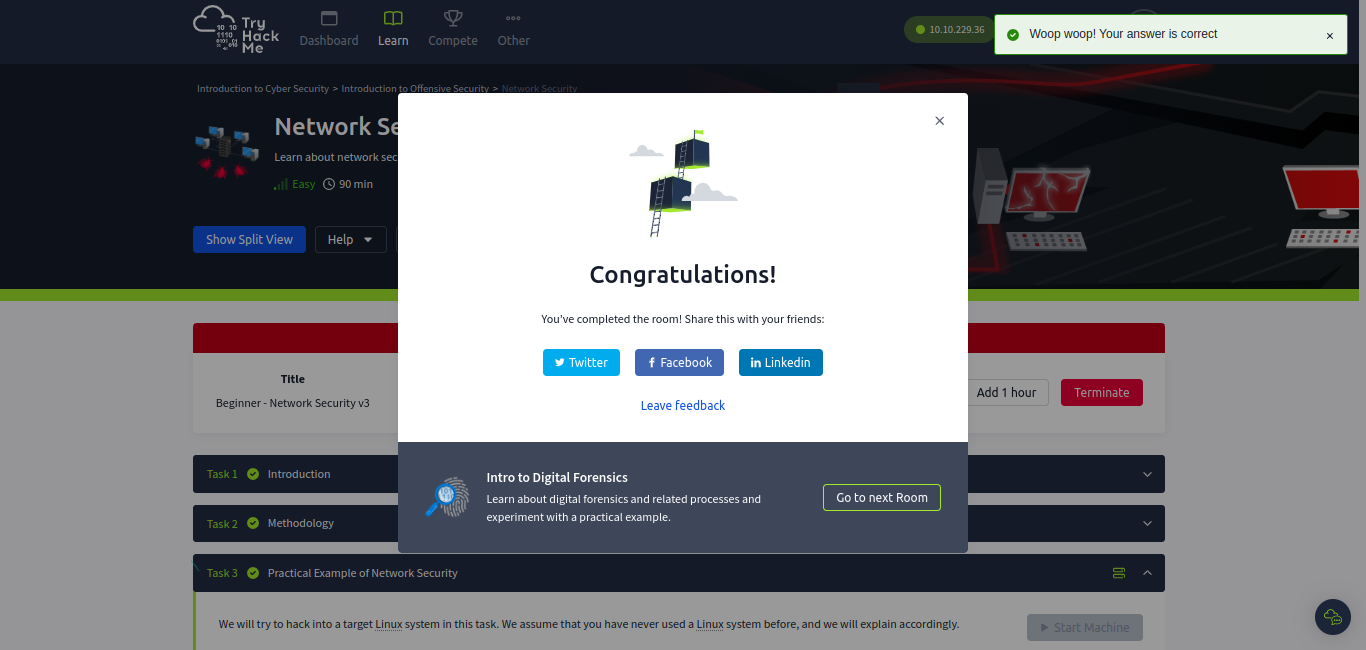 Try
Hack
Me
Dashboard
Learn
Compete
Other
10.10.229.36
Woop woop! Your answer is correct
Introduction to Cyber Security > Introduction to Offensive Security > Network Security
Network Se
Learn about network sec
Easy
90 min
Show Split View
Help
Congratulations!
You've completed the room! Share this with your friends:
Twitter
Facebook
Linkedin
Leave feedback
Title
Beginner - Network Security v3
Add 1 hour
Terminate
Intro to Digital Forensics
Learn about digital forensics and related processes and
experiment with a practical example.
Go to next Room
Task 1 Introduction
Task 2 Methodology
Task 3 Practical Example of Network Security
We will try to hack into a target Linux system in this task. We assume that you have never used a Linux system before, and we will explain accordingly.
Start Machine